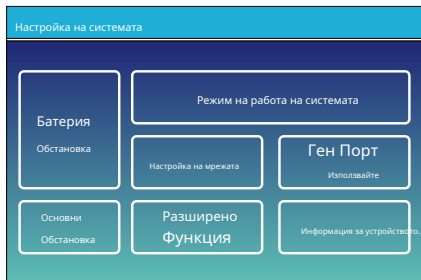 Настройка на системата
Режим на работа на системата
Батерия
Обстановка
Настройка на мрежата
Ген Порт
Използвайте
Основни
Обстановка
Разширено
Функция
Информация за устройството.